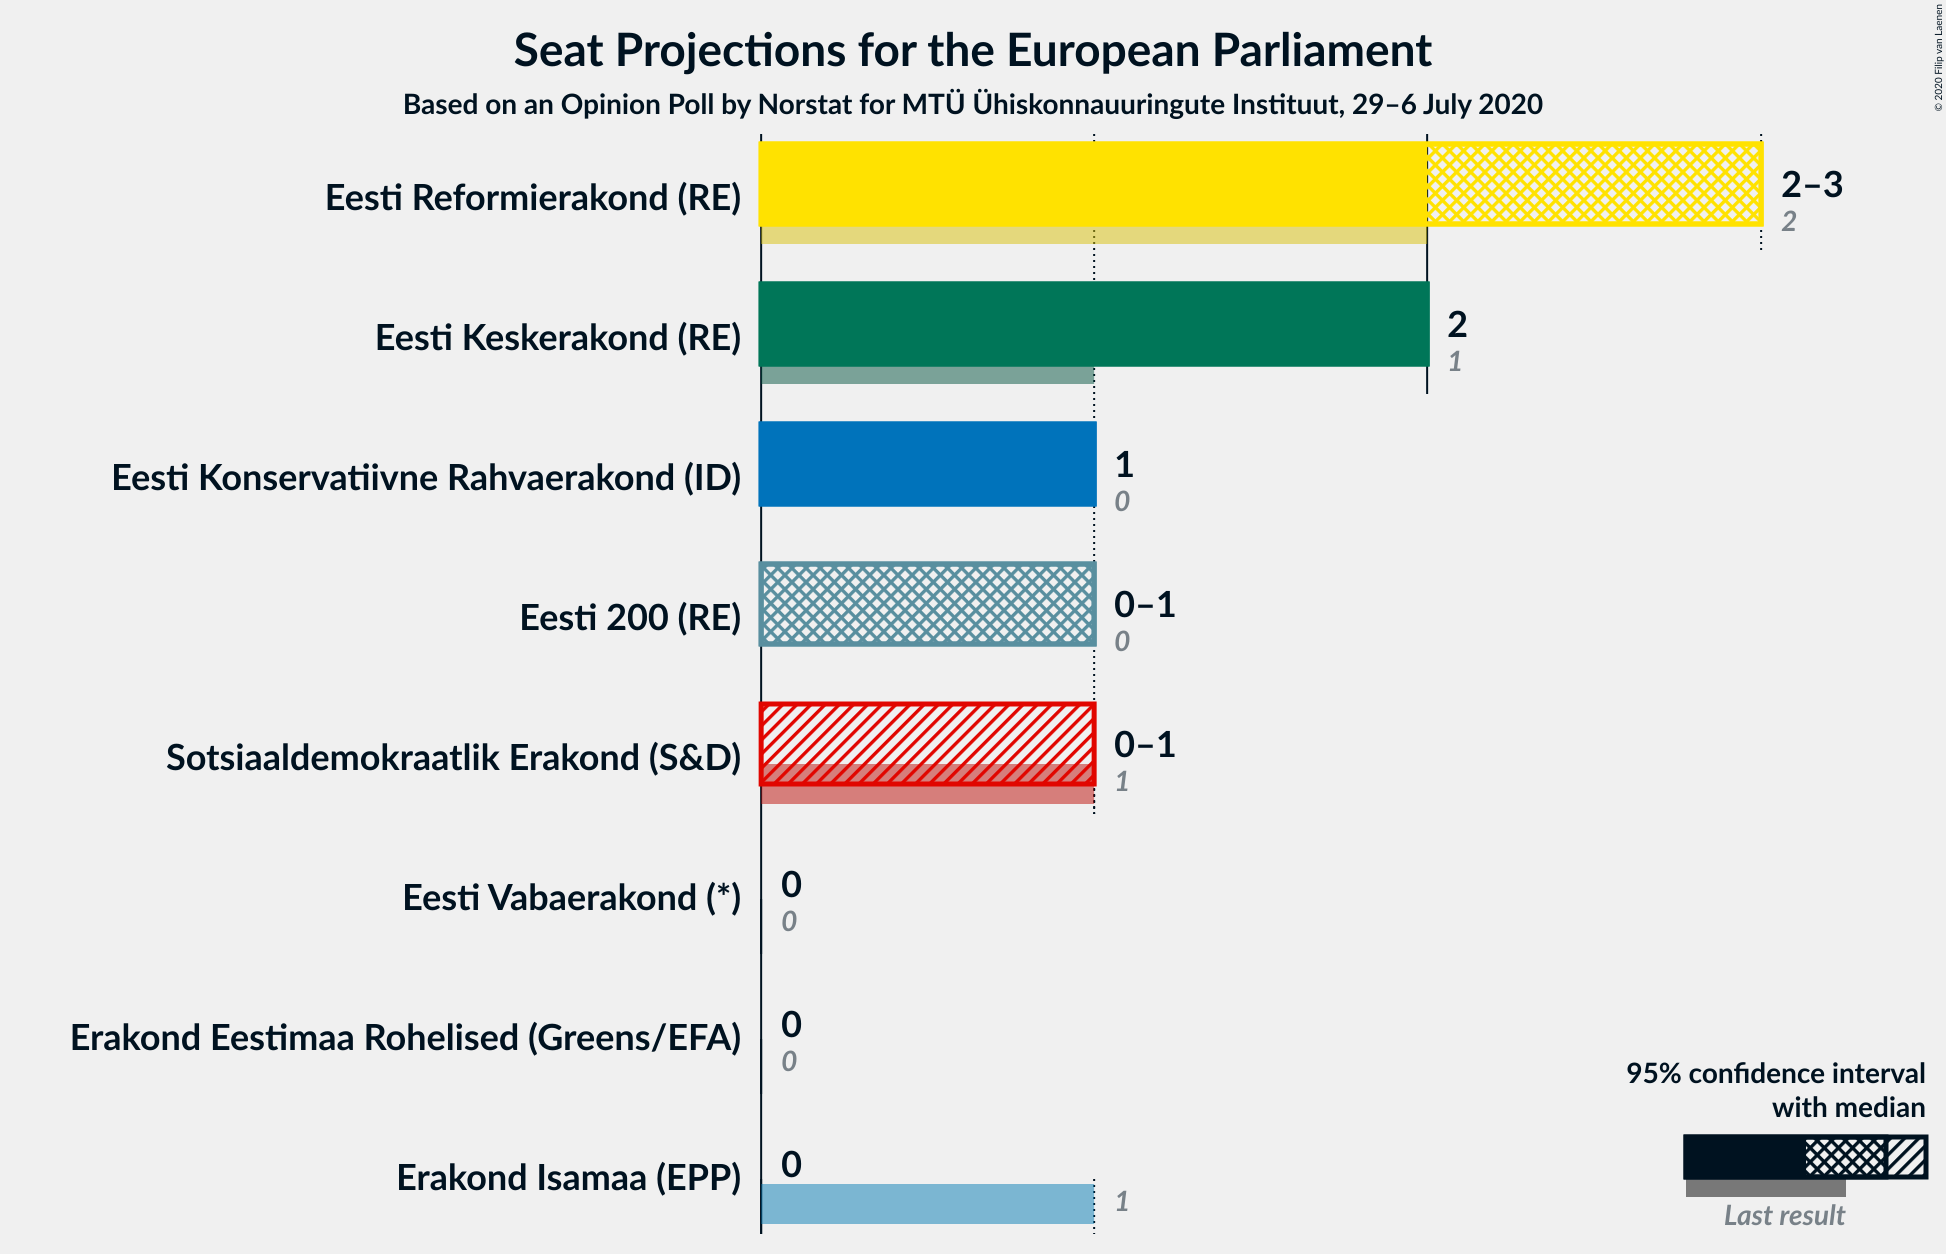 Seat Projections for the European Parliament
Based on an Opinion Poll by Norstat for MTÜ Ühiskonnauuringute Instituut, 29–6 July 2020
© 2020 Filip van Laenen
Eesti Reformierakond (RE)
2–3
2
Eesti Keskerakond (RE)
2
1
Eesti Konservatiivne Rahvaerakond (ID)
1
0
Eesti 200 (RE)
0–1
0
Sotsiaaldemokraatlik Erakond (S&D)
0–1
1
Eesti Vabaerakond (*)
0
0
Erakond Eestimaa Rohelised (Greens/EFA)
0
0
Erakond Isamaa (EPP)
0
1
95% confidence interval
with median
Last result